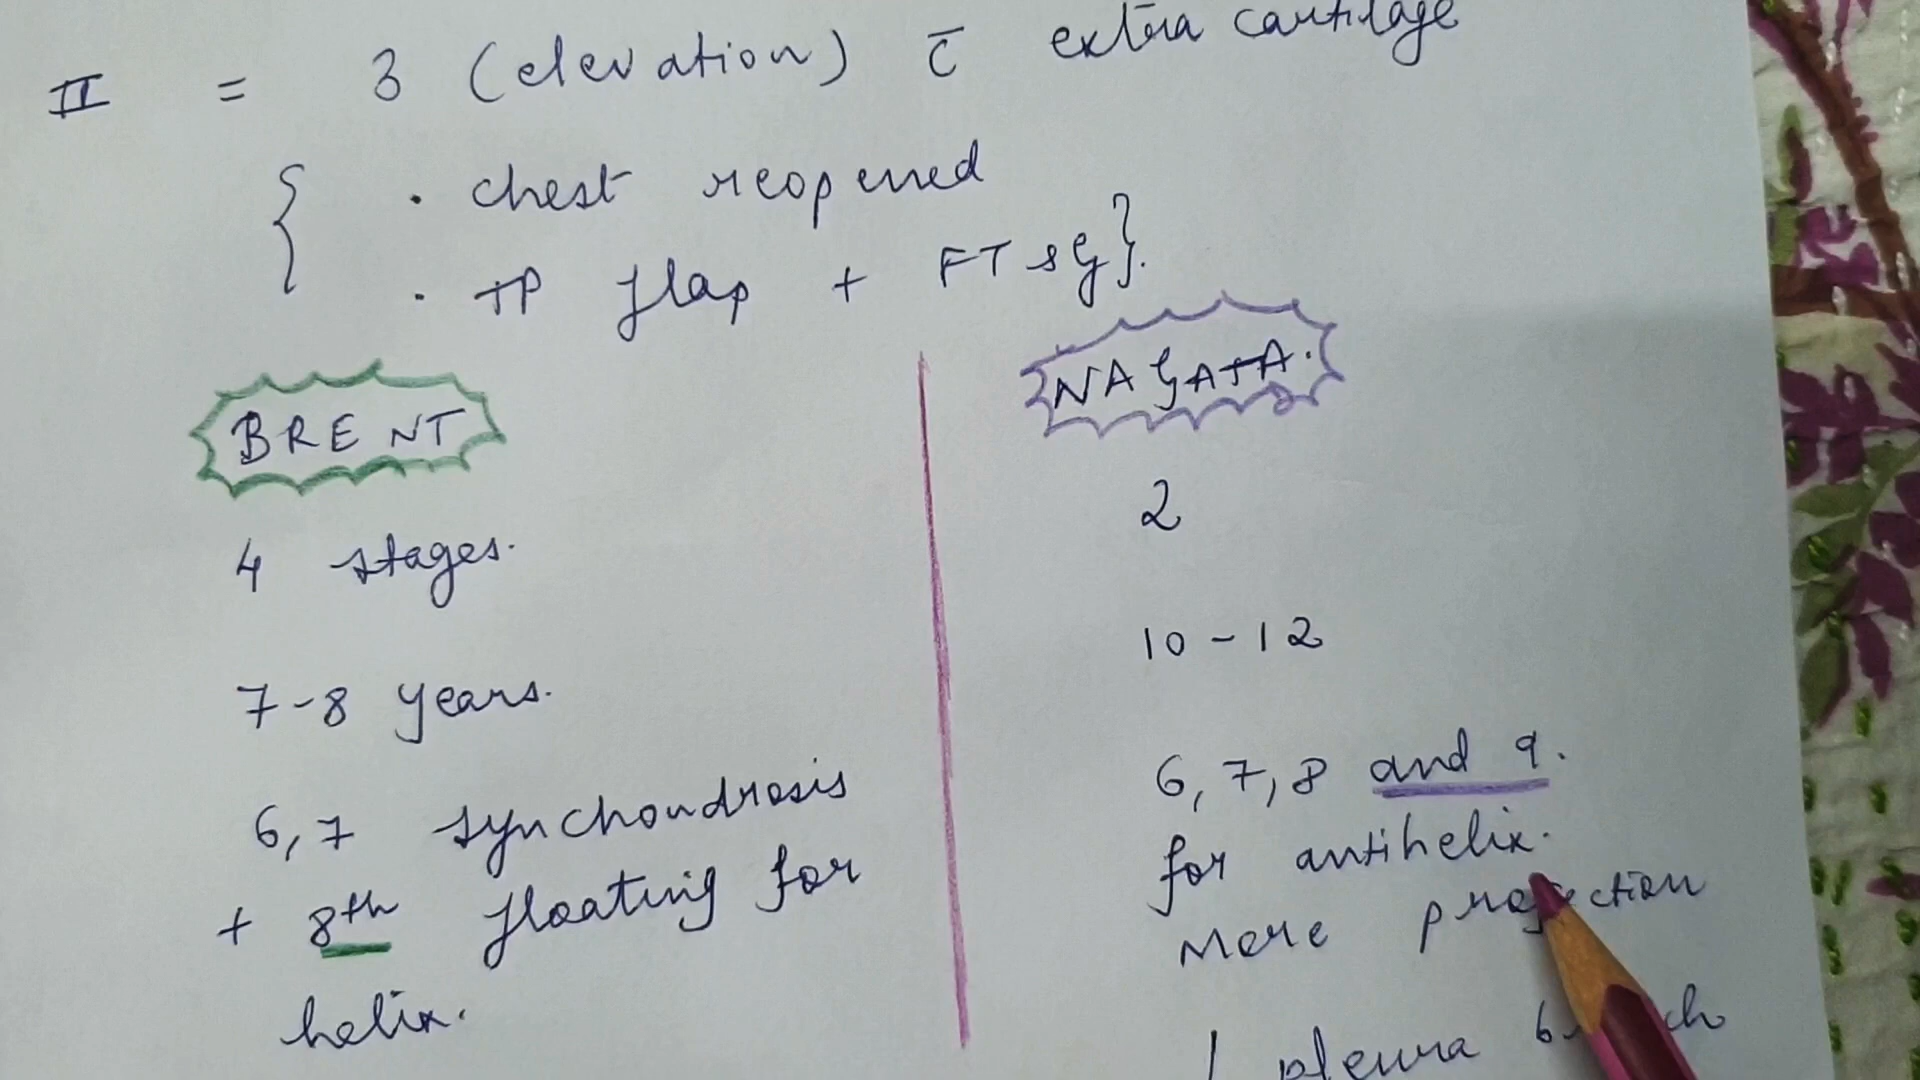 II = 3 (elevation) c̄ extra cartilage
{ . chest reopened
. TP flap + FTSG}.
BRENT
4 stages.
7-8 years.
6,7 synchondrosis
+ 8th floating for
helix.
NAGATA.
2
10-12
6,7,8 and 9.
for antihelix.
More projection
pleura